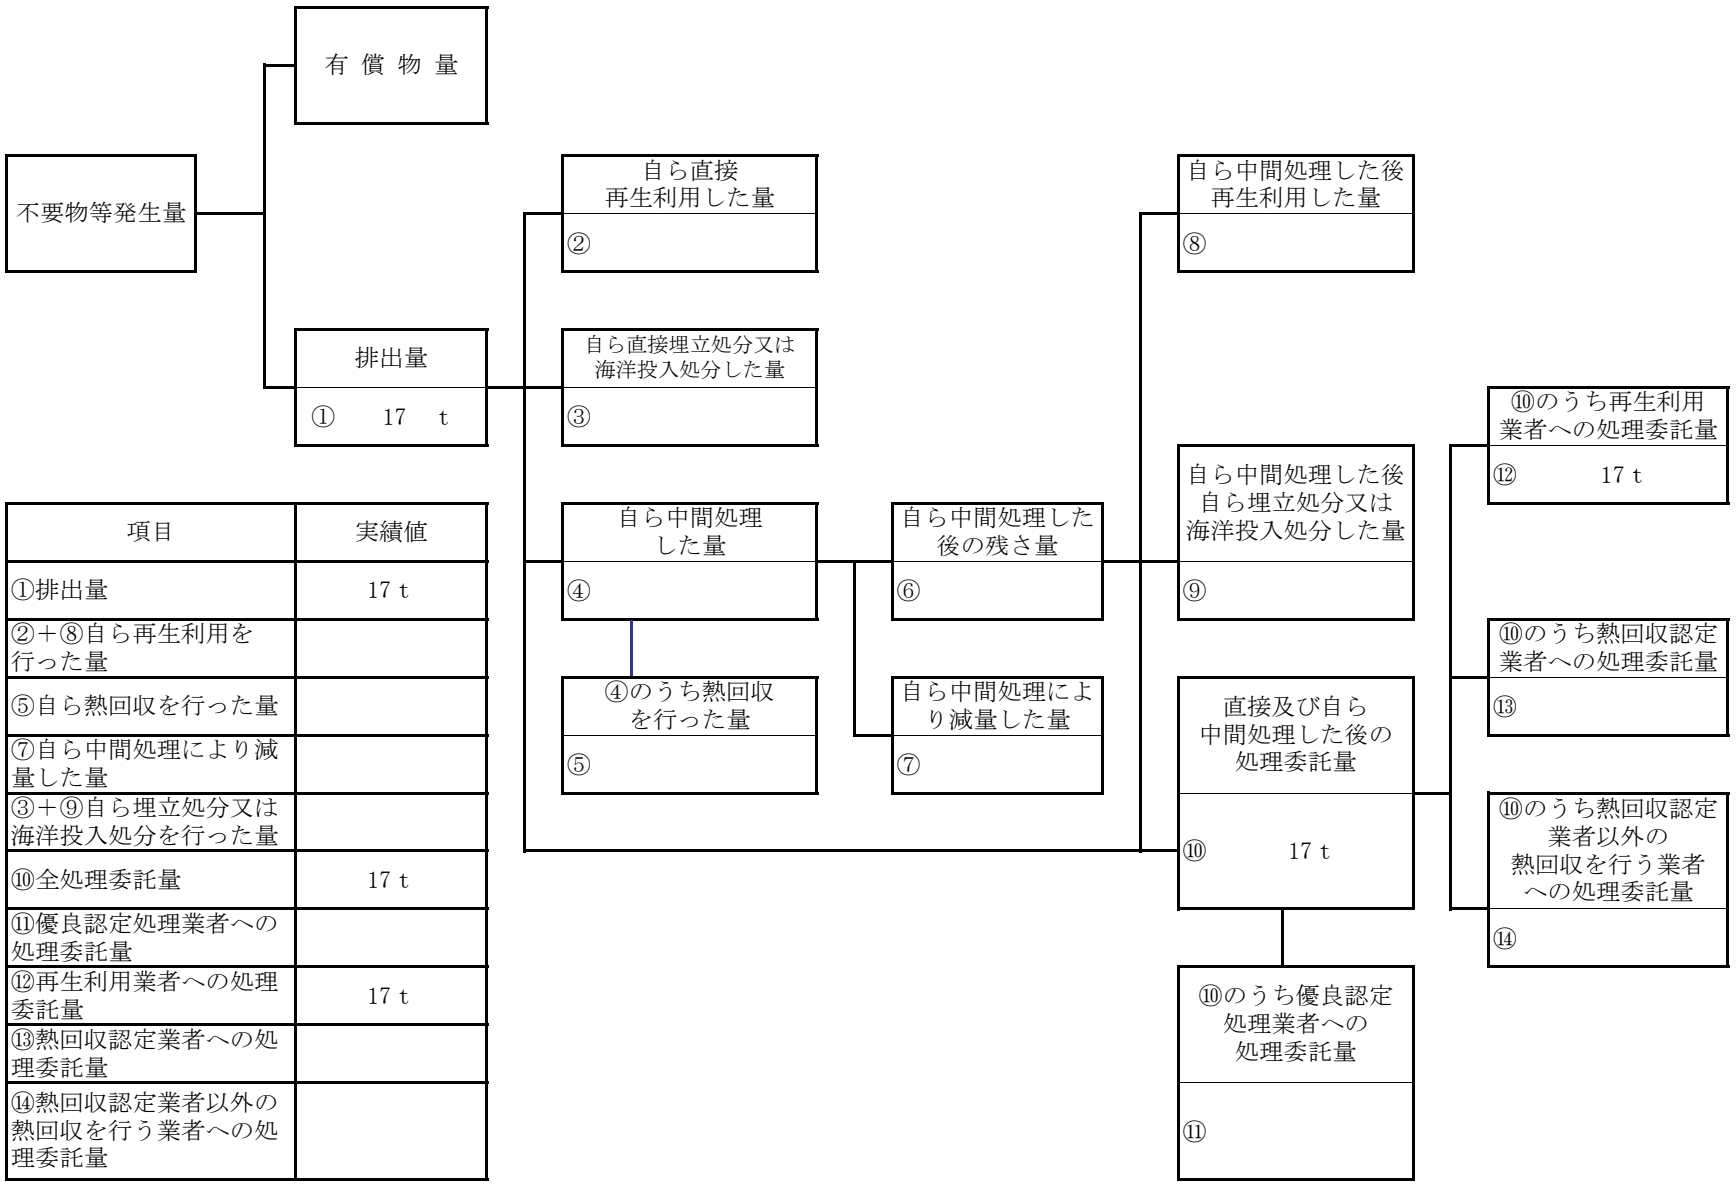 有 償 物 量
不要物等発生量
排出量
① 17 t
自ら直接
再生利用した量
②
自ら直接埋立処分又は
海洋投入処分した量
③
自ら中間処理
した量
④
④のうち熱回収
を行った量
⑤
自ら中間処理した
後の残さ量
⑥
自ら中間処理によ
り減量した量
⑦
自ら中間処理した後
再生利用した量
⑧
自ら中間処理した後
自ら埋立処分又は
海洋投入処分した量
⑨
直接及び自ら
中間処理した後の
処理委託量
⑩ 17 t
⑩のうち優良認定
処理業者への
処理委託量
⑪
⑩のうち再生利用
業者への処理委託量
⑫ 17 t
⑩のうち熱回収認定
業者への処理委託量
⑬
⑩のうち熱回収認定
業者以外の
熱回収を行う業者
への処理委託量
⑭
項目 実績値
①排出量 17 t
②＋⑧自ら再生利用を
行った量
⑤自ら熱回収を行った量
⑦自ら中間処理により減
量した量
③＋⑨自ら埋立処分又は
海洋投入処分を行った量
⑩全処理委託量 17 t
⑪優良認定処理業者への
処理委託量
⑫再生利用業者への処理
委託量 17 t
⑬熱回収認定業者への処
理委託量
⑭熱回収認定業者以外の
熱回収を行う業者への処
理委託量